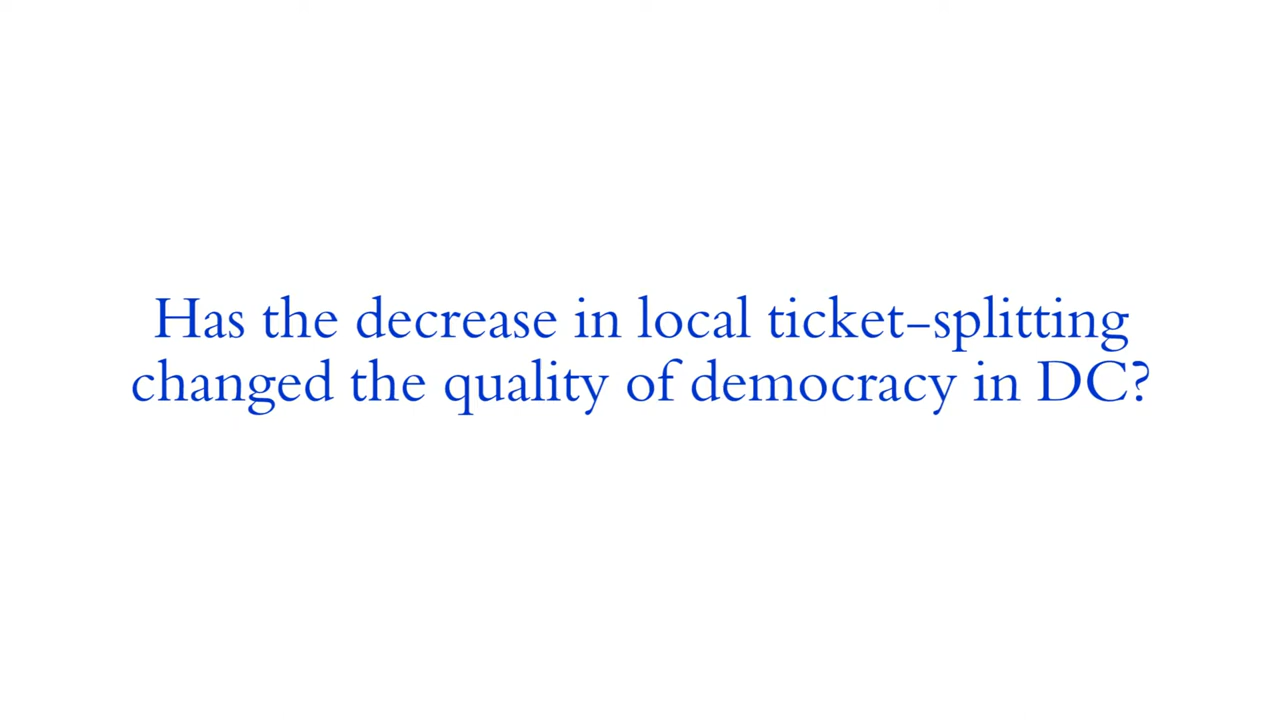 Has the decrease in local ticket-splitting
changed the quality of democracy in DC?